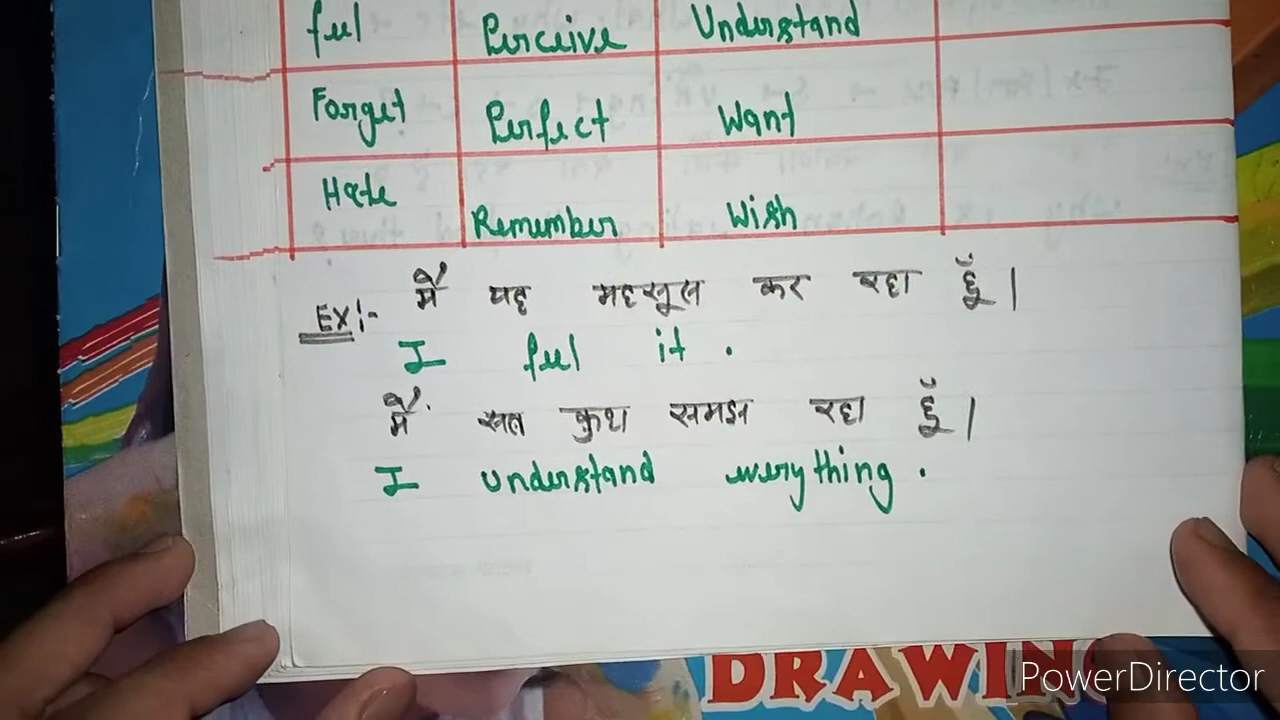 feel Perceive Understand
Forget Perfect Want
Hate Remember Wish
EX:- मैं यह महसूस कर रहा हूँ।
I feel it.
मैं सब कुछ समझ रहा हूँ।
I understand everything.
DRAWING
PowerDirector